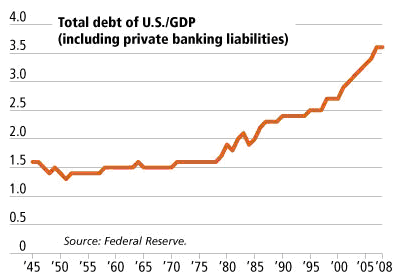 Total debt of U.S./GDP
(including private banking liabilities)
4.0
3.5
3.0
2.5
2.0
1.5
1.0
0.5
0
Source: Federal Reserve.
'45 '50 '55 '60 '65 '70 '75 '80 '85 '90 '95 '00 '05 '08